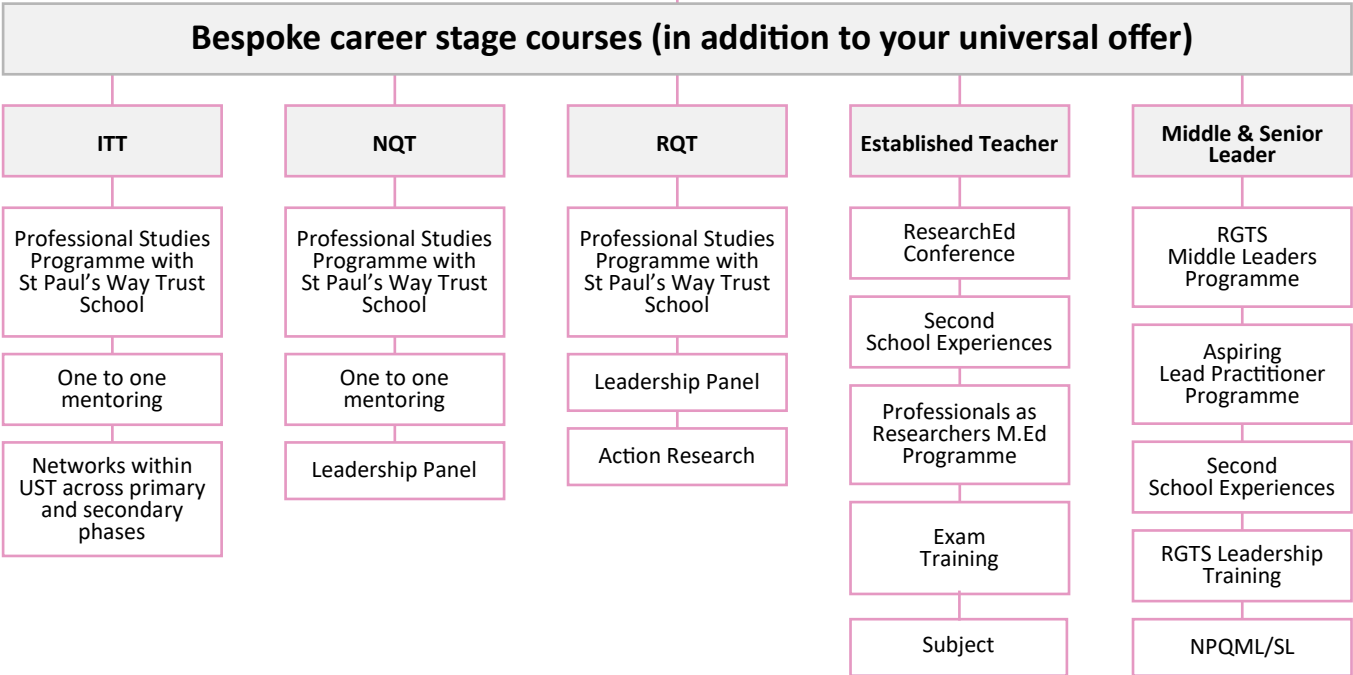 Bespoke career stage courses (in addition to your universal offer)
ITT
Professional Studies
Programme with
St Paul's Way Trust
School
One to one
mentoring
Networks within
UST across primary
and secondary
phases
NQT
Professional Studies
Programme with
St Paul's Way Trust
School
One to one
mentoring
Leadership Panel
RQT
Professional Studies
Programme with
St Paul's Way Trust
School
Leadership Panel
Action Research
Established Teacher
ResearchEd
Conference
Second
School Experiences
Professionals as
Researchers M.Ed
Programme
Exam
Training
Subject
Middle & Senior
Leader
RGTS
Middle Leaders
Programme
Aspiring
Lead Practitioner
Programme
Second
School Experiences
RGTS Leadership
Training
NPQML/SL